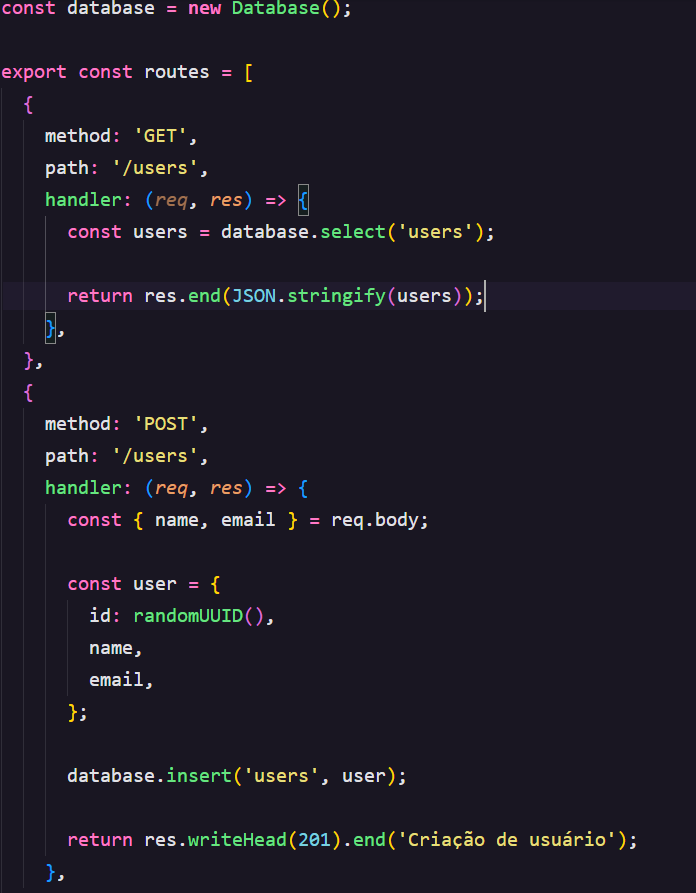 const database = new Database();
export const routes = [
{
method: 'GET',
path: '/users',
handler: (req, res) => {
const users = database.select('users');
return res.end(JSON.stringify(users));
},
},
{
method: 'POST',
path: '/users',
handler: (req, res) => {
const { name, email } = req.body;
const user = {
id: randomUUID(),
name,
email,
};
database.insert('users', user);
return res.writeHead(201).end('Criação de usuário');
},